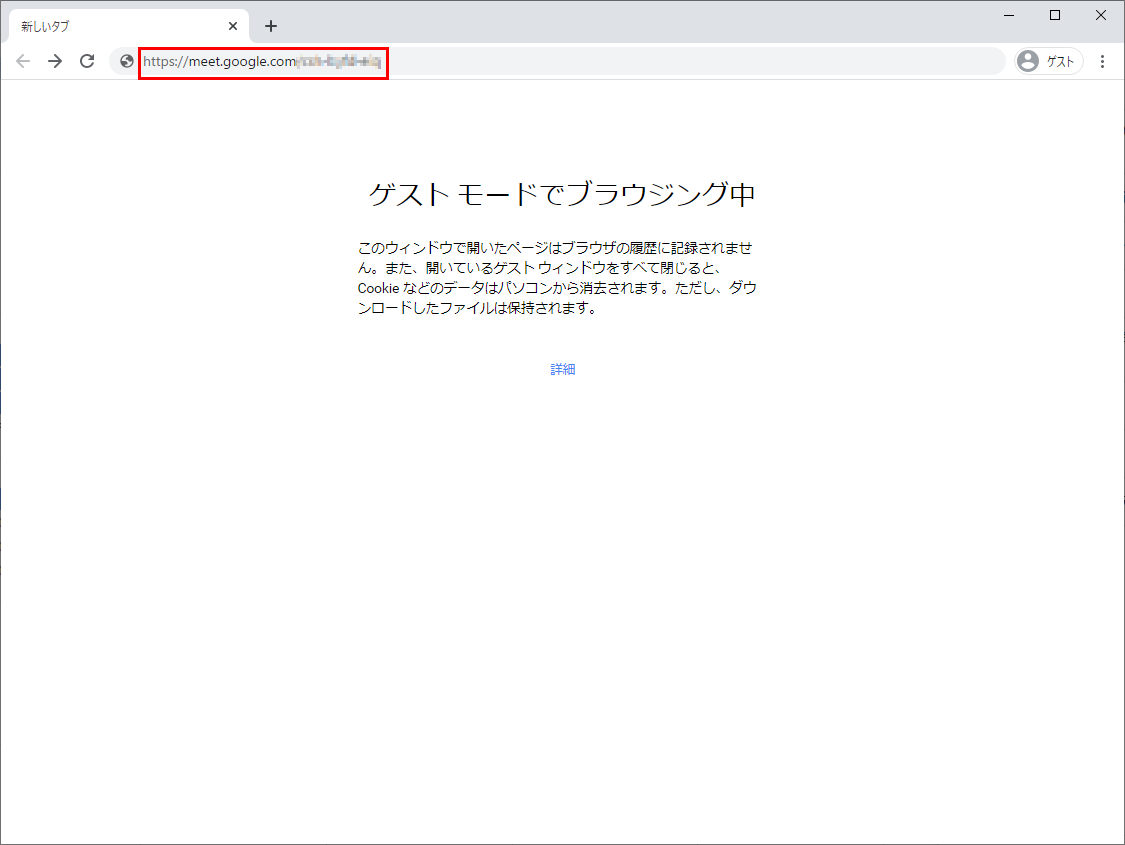 新しいタブ
https://meet.google.com
ゲスト
ゲスト モードでブラウジング中
このウィンドウで開いたページはブラウザの履歴に記録されませ
ん。また、開いているゲスト ウィンドウをすべて閉じると、
Cookie などのデータはパソコンから消去されます。ただし、ダウ
ンロードしたファイルは保持されます。
詳細